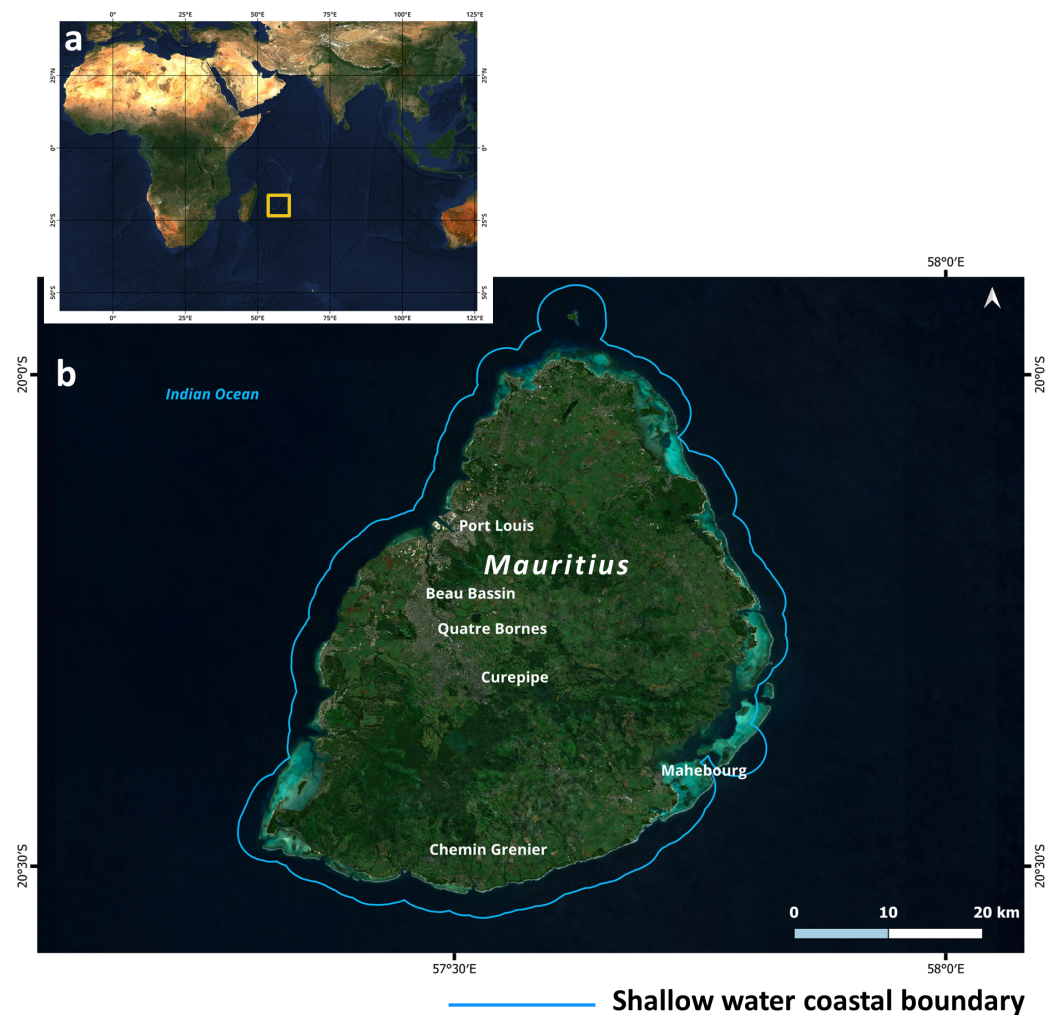 a
0° 25°E 50°E 75°E 100°E 125°E
25°N 25°N
0° 0°
25°S 25°S
50°S 50°S
0° 25°E 50°E 75°E 100°E 125°E
58°0′E
b
20°0′S 20°0′S
Indian Ocean
Port Louis
Mauritius
Beau Bassin
Quatre Bornes
Curepipe
Mahebourg
Chemin Grenier
20°30′S 20°30′S
0 10 20 km
57°30′E 58°0′E
Shallow water coastal boundary